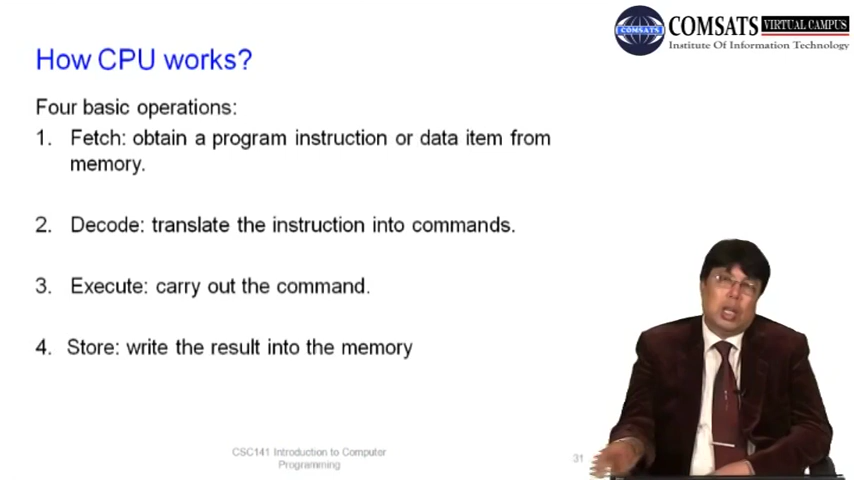 COMSATS
COMSATS VIRTUAL CAMPUS
Institute Of Information Technology
How CPU works?
Four basic operations:
1. Fetch: obtain a program instruction or data item from
memory.
2. Decode: translate the instruction into commands.
3. Execute: carry out the command.
4. Store: write the result into the memory
CSC141 Introduction to Computer
Programming
31